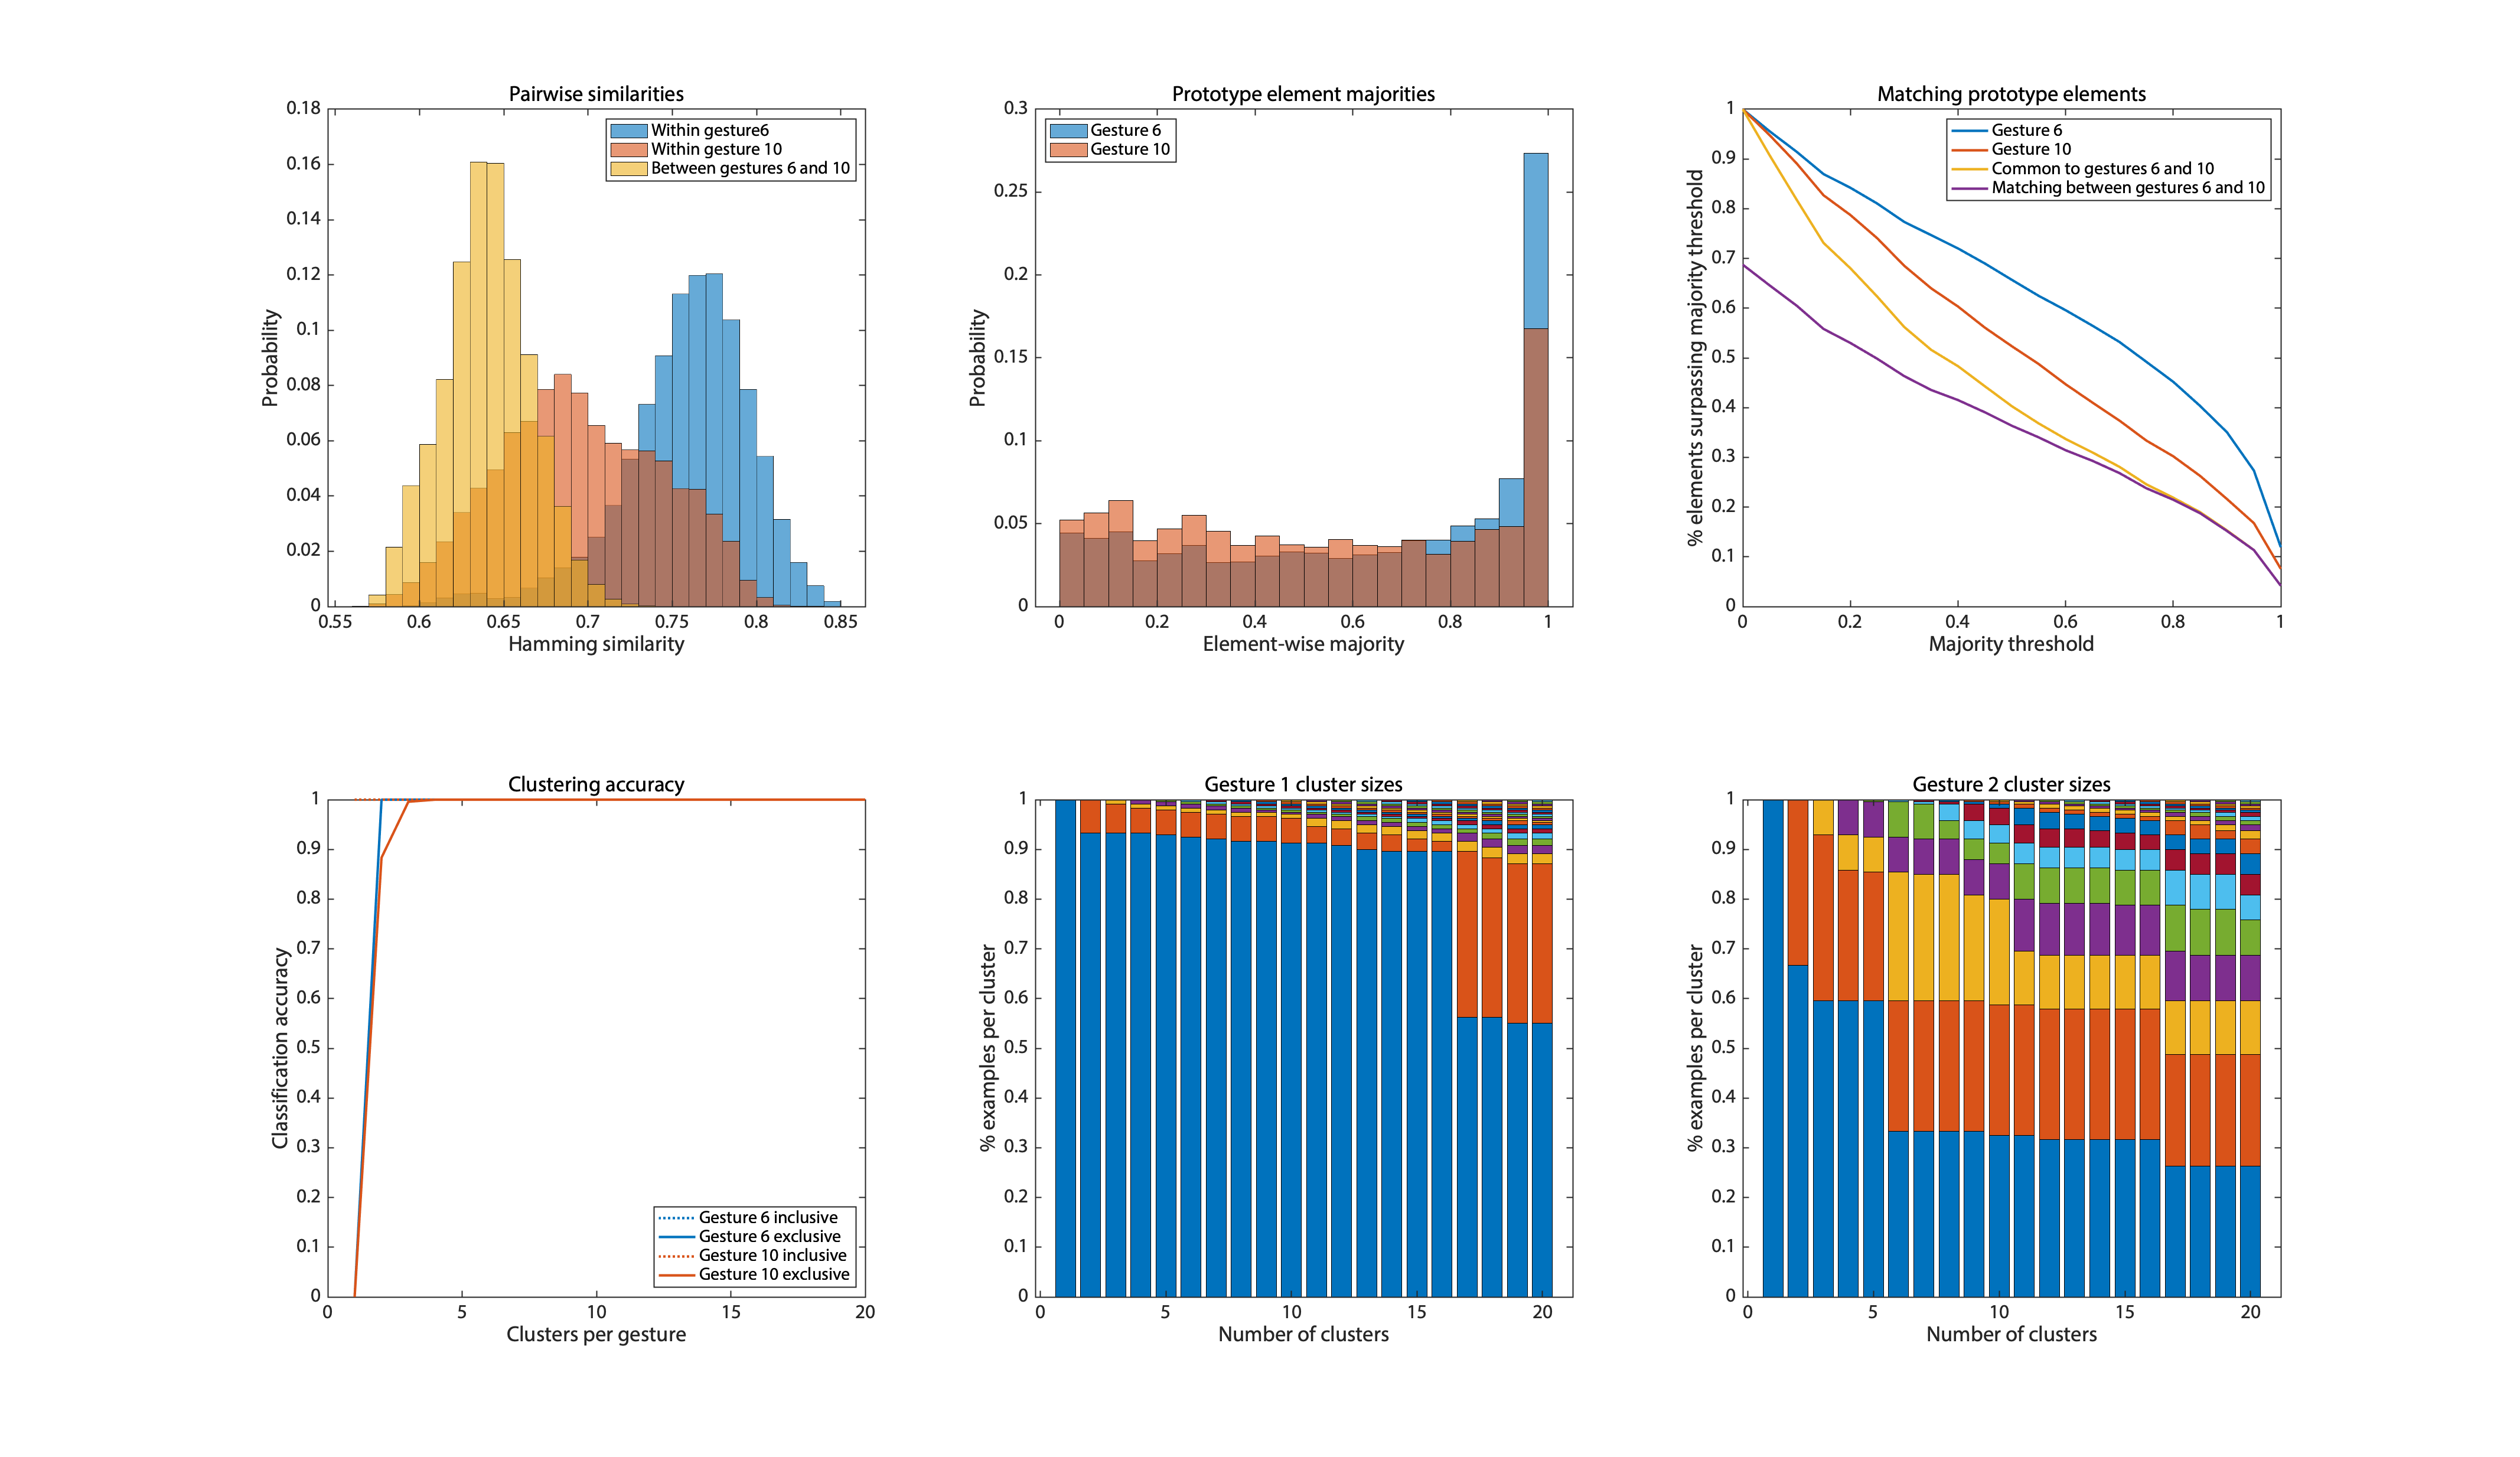 Pairwise similarities
0.18
0.16
0.14
0.12
0.1
0.08
0.06
0.04
0.02
0
Probability
Within gesture6
Within gesture 10
Between gestures 6 and 10
0.55 0.6 0.65 0.7 0.75 0.8 0.85
Hamming similarity
Prototype element majorities
0.3
0.25
0.2
0.15
0.1
0.05
0
Probability
Gesture 6
Gesture 10
0 0.2 0.4 0.6 0.8 1
Element-wise majority
Matching prototype elements
1
0.9
0.8
0.7
0.6
0.5
0.4
0.3
0.2
0.1
0
% elements surpassing majority threshold
Gesture 6
Gesture 10
Common to gestures 6 and 10
Matching between gestures 6 and 10
0 0.2 0.4 0.6 0.8 1
Majority threshold
Clustering accuracy
1
0.9
0.8
0.7
0.6
0.5
0.4
0.3
0.2
0.1
0
Classification accuracy
Gesture 6 inclusive
Gesture 6 exclusive
Gesture 10 inclusive
Gesture 10 exclusive
0 5 10 15 20
Clusters per gesture
Gesture 1 cluster sizes
1
0.9
0.8
0.7
0.6
0.5
0.4
0.3
0.2
0.1
0
% examples per cluster
0 5 10 15 20
Number of clusters
Gesture 2 cluster sizes
1
0.9
0.8
0.7
0.6
0.5
0.4
0.3
0.2
0.1
0
% examples per cluster
0 5 10 15 20
Number of clusters